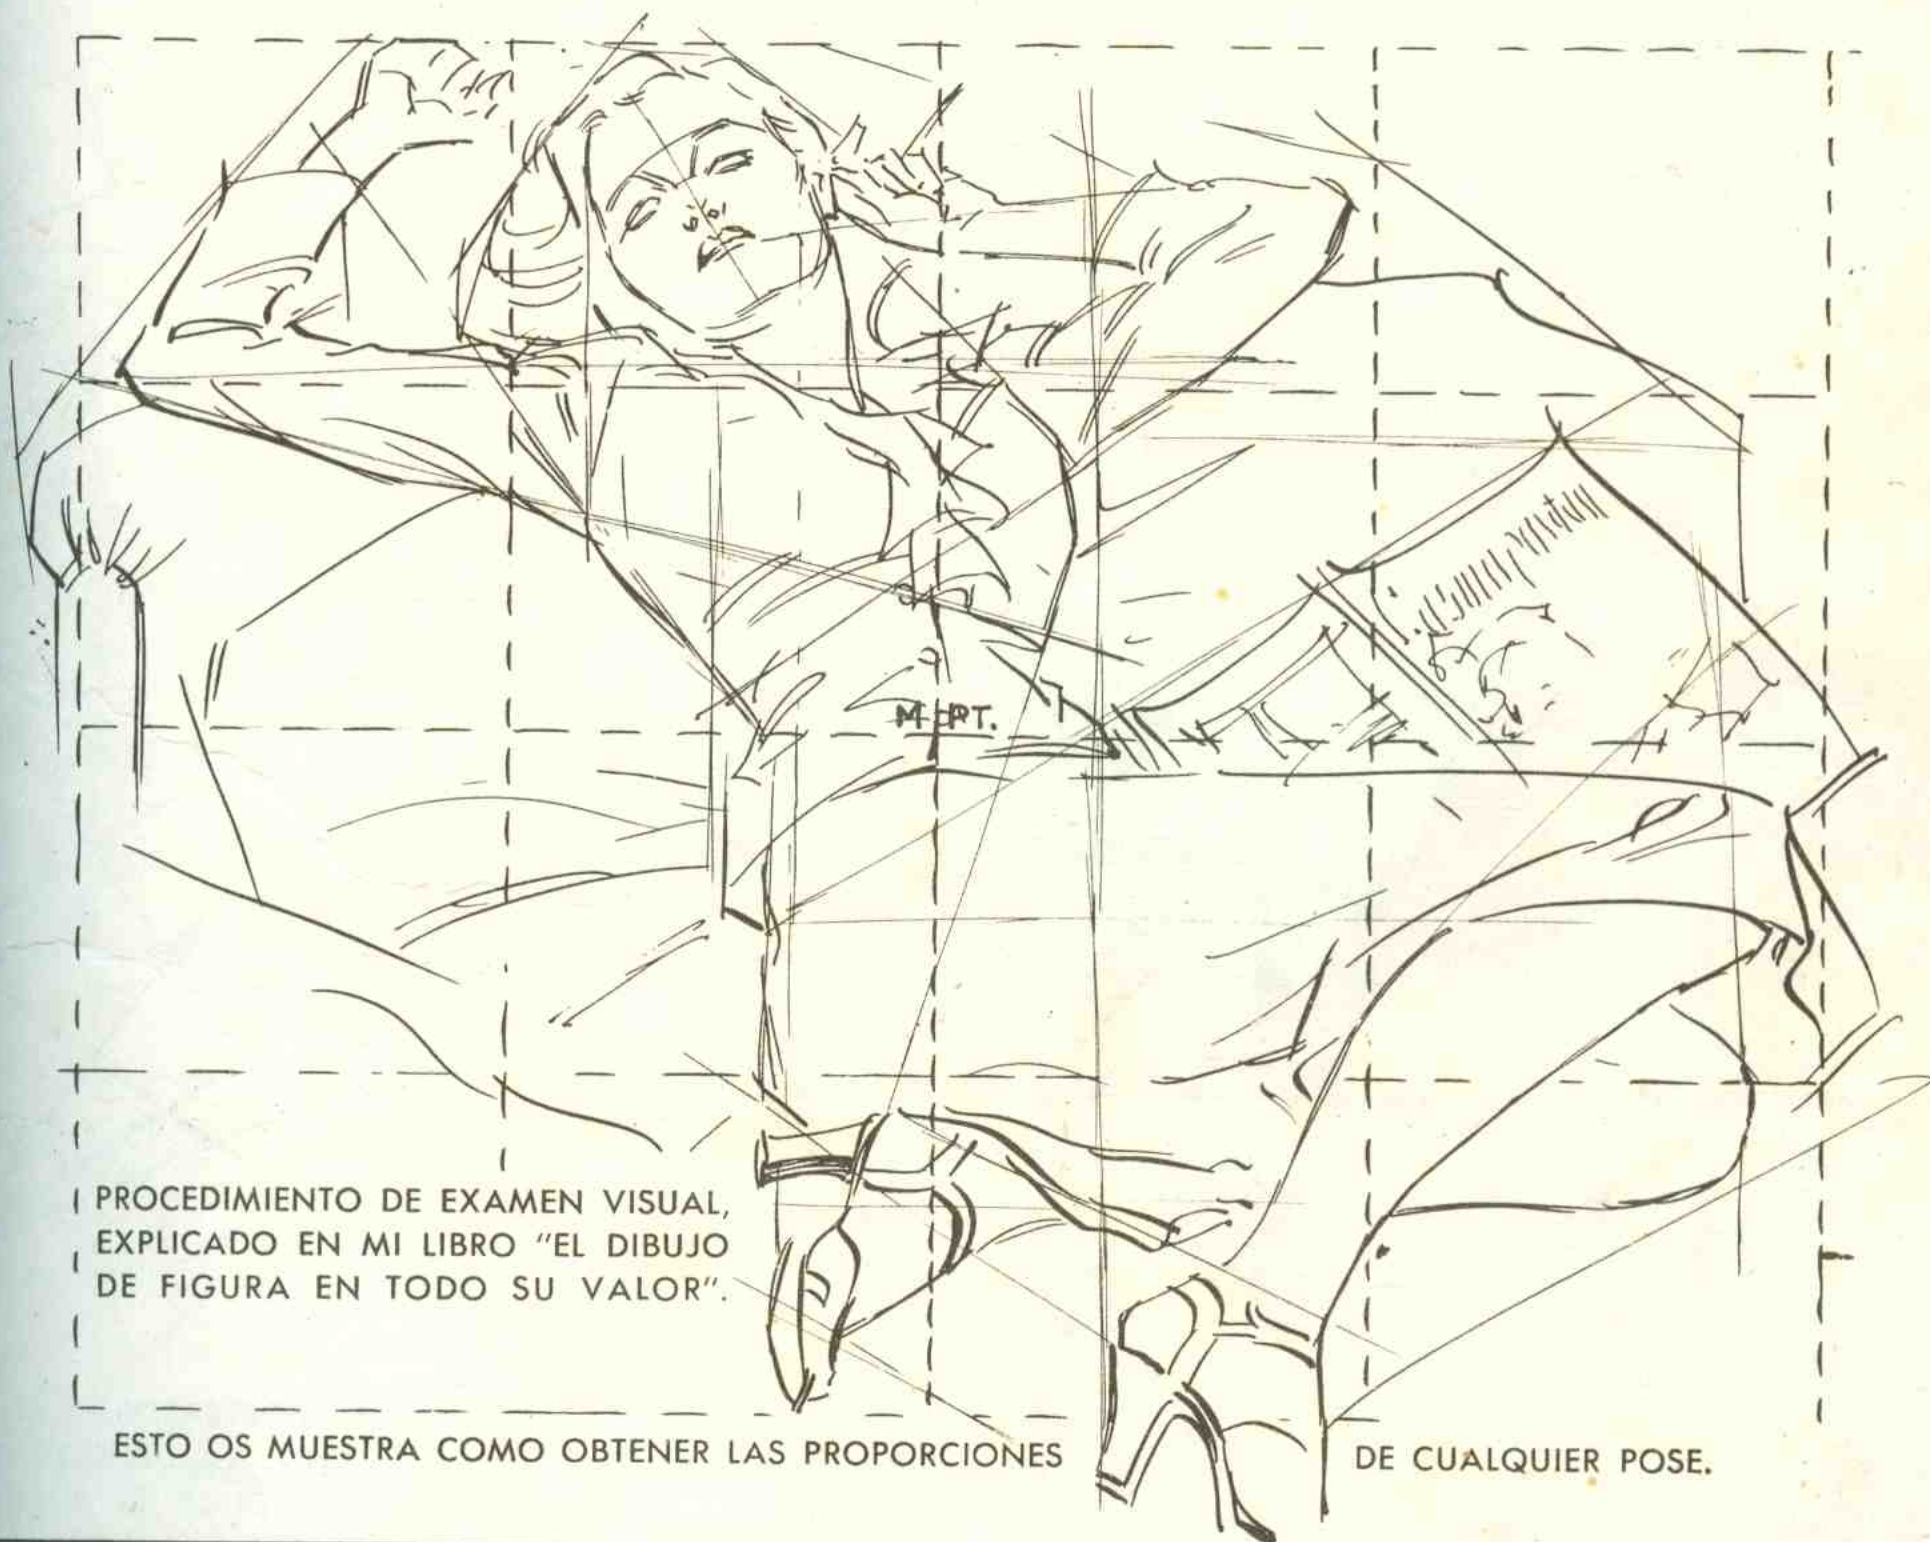 M PT.
PROCEDIMIENTO DE EXAMEN VISUAL,
EXPLICADO EN MI LIBRO "EL DIBUJO
DE FIGURA EN TODO SU VALOR".
ESTO OS MUESTRA COMO OBTENER LAS PROPORCIONES DE CUALQUIER POSE.